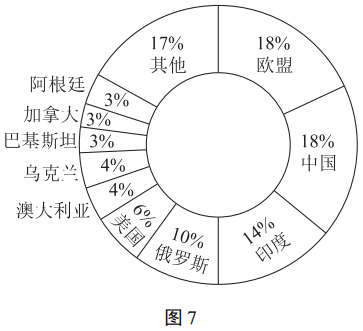 17%
其他
18%
欧盟
18%
中国
14%
印度
10%
俄罗斯
6%
美国
4%
澳大利亚
4%
乌克兰
3%
巴基斯坦
3%
加拿大
3%
阿根廷
图7